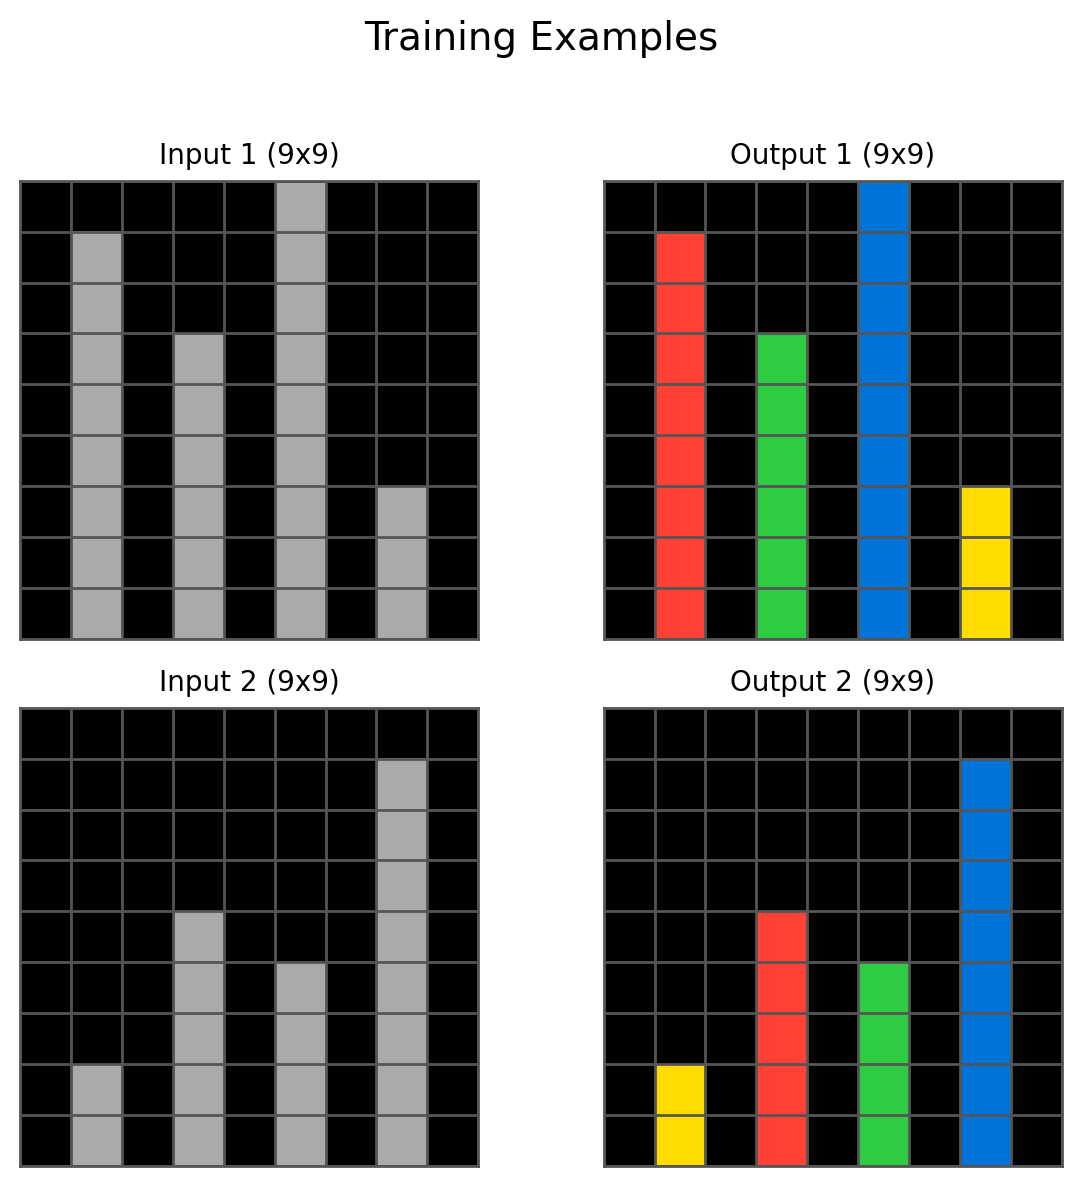 Training Examples
Input 1 (9x9)
Output 1 (9x9)
Input 2 (9x9)
Output 2 (9x9)